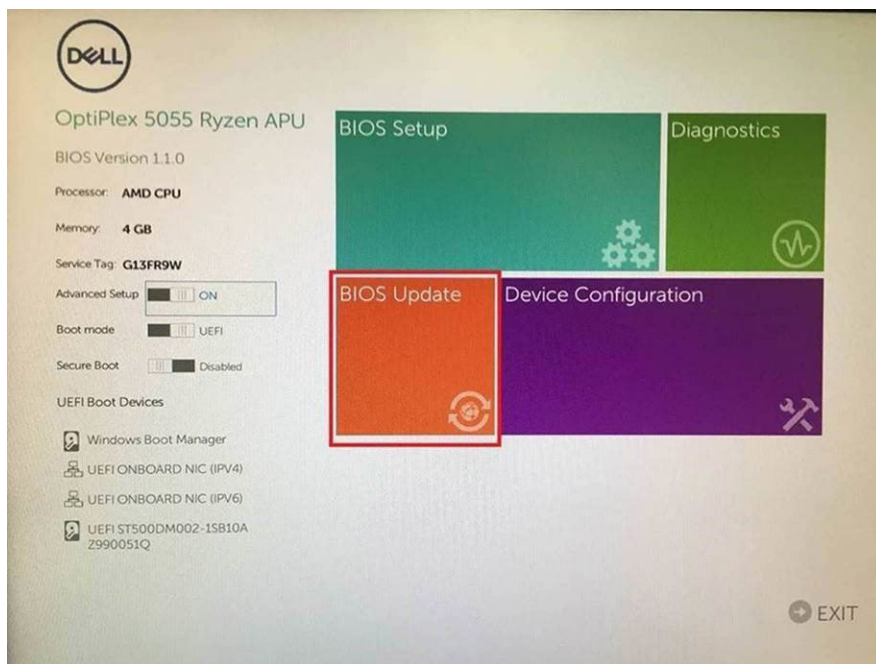 DELL
OptiPlex 5055 Ryzen APU
BIOS Version 1.1.0
Processor: AMD CPU
Memory: 4 GB
Service Tag: G13FR9W
Advanced Setup ON
Boot mode UEFI
Secure Boot Disabled
UEFI Boot Devices
Windows Boot Manager
UEFI ONBOARD NIC (IPV4)
UEFI ONBOARD NIC (IPV6)
UEFI ST500DM002-1SB10A
Z990051Q
BIOS Setup
Diagnostics
BIOS Update
Device Configuration
EXIT